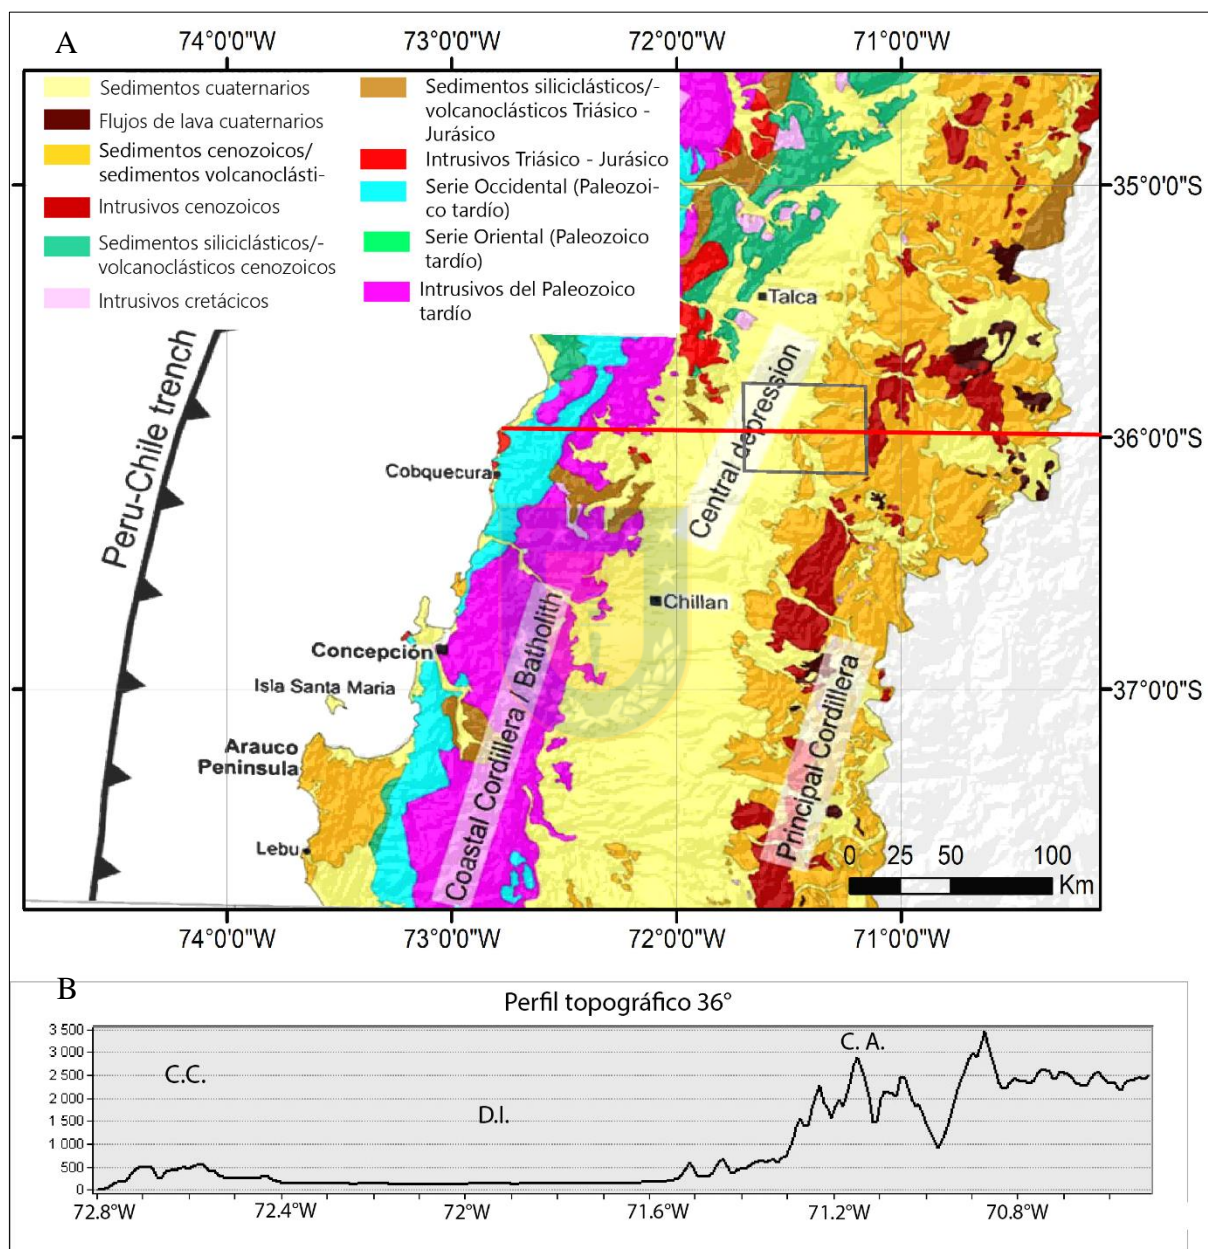 A
74°0'0"W 73°0'0"W 72°0'0"W 71°0'0"W
Sedimentos cuaternarios
Flujos de lava cuaternarios
Sedimentos cenozoicos/
sedimentos volcanoclásti-
Intrusivos cenozoicos
Sedimentos siliciclásticos/-
volcanoclásticos cenozoicos
Intrusivos cretácicos
Sedimentos siliciclásticos/-
volcanoclásticos Triásico -
Jurásico
Intrusivos Triásico - Jurásico
Serie Occidental (Paleozoi-
co tardío)
Serie Oriental (Paleozoico
tardío)
Intrusivos del Paleozoico
tardío
35°0'0"S
Talca
Peru-Chile trench
Central depression
36°0'0"S
Cobquecura
Chillan
Concepción
Isla Santa Maria
37°0'0"S
Arauco
Peninsula
Coastal Cordillera / Batholith
Principal Cordillera
Lebu
0 25 50 100
Km
74°0'0"W 73°0'0"W 72°0'0"W 71°0'0"W
B
Perfil topográfico 36°
3 500
3 000
2 500
2 000
1 500
1 000
500
0
C.C.
D.I.
C. A.
72.8°W 72.4°W 72°W 71.6°W 71.2°W 70.8°W